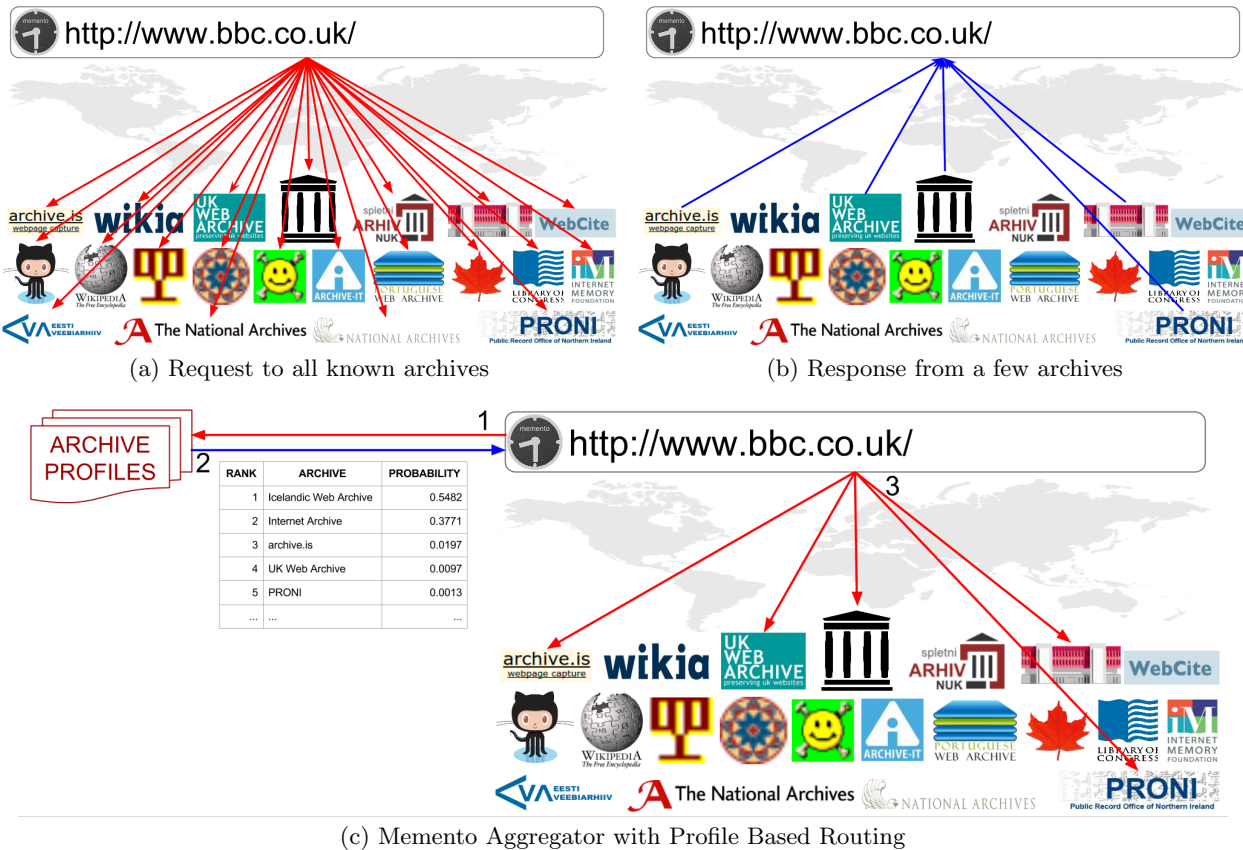 memento
http://www.bbc.co.uk/
archive.is
webpage capture
wikia
UK
WEB
ARCHIVE
preserving uk websites
spletni
ARHIV
NUK
WebCite
WIKIPEDIA
The Free Encyclopedia
ARCHIVE-IT
PORTUGUESE
WEB ARCHIVE
LIBRARY OF
CONGRESS
INTERNET
MEMORY
FOUNDATION
EESTI
VEEBIARHIIV
The National Archives
NATIONAL ARCHIVES
PRONI
Public Record Office of Northern Ireland
(a) Request to all known archives
memento
http://www.bbc.co.uk/
archive.is
webpage capture
wikia
UK
WEB
ARCHIVE
preserving uk websites
spletni
ARHIV
NUK
WebCite
WIKIPEDIA
The Free Encyclopedia
ARCHIVE-IT
PORTUGUESE
WEB ARCHIVE
LIBRARY OF
CONGRESS
INTERNET
MEMORY
FOUNDATION
EESTI
VEEBIARHIIV
The National Archives
NATIONAL ARCHIVES
PRONI
Public Record Office of Northern Ireland
(b) Response from a few archives
ARCHIVE
PROFILES
1
2
RANK ARCHIVE PROBABILITY
1 Icelandic Web Archive 0.5482
2 Internet Archive 0.3771
3 archive.is 0.0197
4 UK Web Archive 0.0097
5 PRONI 0.0013
... ... ...
memento
http://www.bbc.co.uk/
3
archive.is
webpage capture
wikia
UK
WEB
ARCHIVE
preserving uk websites
spletni
ARHIV
NUK
WebCite
WIKIPEDIA
The Free Encyclopedia
ARCHIVE-IT
PORTUGUESE
WEB ARCHIVE
LIBRARY OF
CONGRESS
INTERNET
MEMORY
FOUNDATION
EESTI
VEEBIARHIIV
The National Archives
NATIONAL ARCHIVES
PRONI
Public Record Office of Northern Ireland
(c) Memento Aggregator with Profile Based Routing